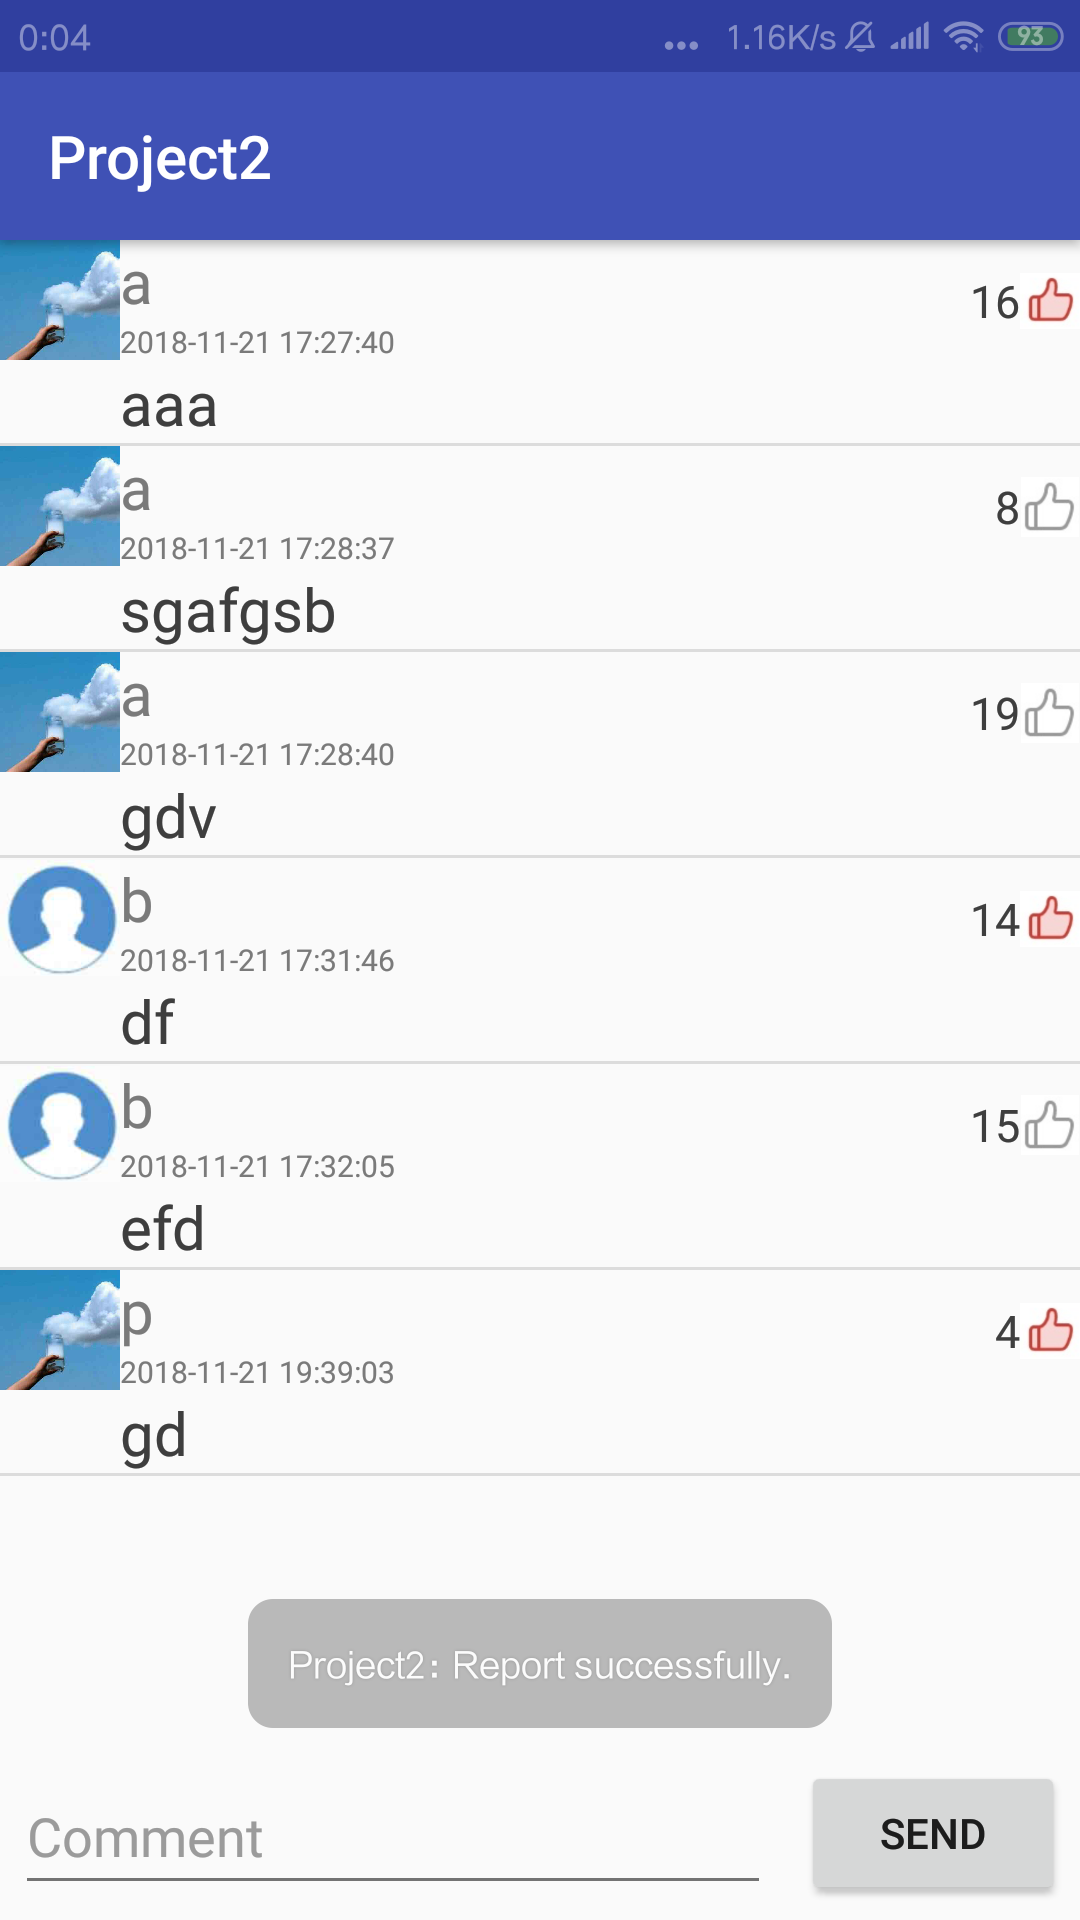 0:04
... 1.16K/s 93
Project2
a
16
2018-11-21 17:27:40
aaa
a
8
2018-11-21 17:28:37
sgafgsb
a
19
2018-11-21 17:28:40
gdv
b
14
2018-11-21 17:31:46
df
b
15
2018-11-21 17:32:05
efd
p
4
2018-11-21 19:39:03
gd
Project2: Report successfully.
Comment
SEND